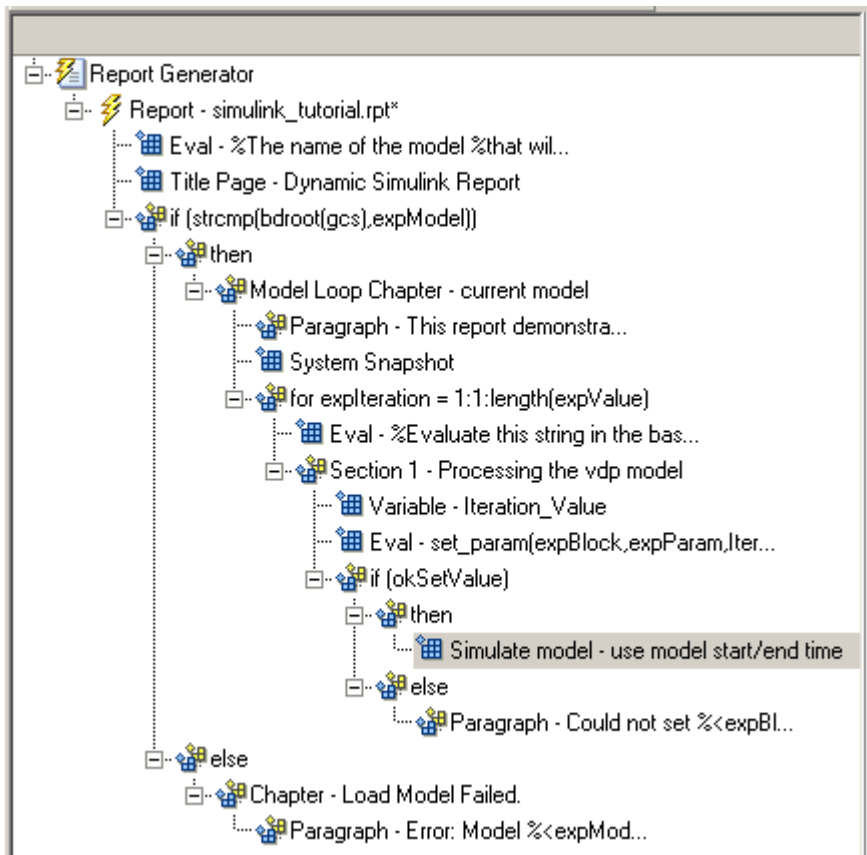 Report Generator
Report - simulink_tutorial.rpt*
Eval - %The name of the model %that wil...
Title Page - Dynamic Simulink Report
if (strcmp(bdroot(gcs),expModel))
then
Model Loop Chapter - current model
Paragraph - This report demonstra...
System Snapshot
for expIteration = 1:1:length(expValue)
Eval - %Evaluate this string in the bas...
Section 1 - Processing the vdp model
Variable - Iteration_Value
Eval - set_param(expBlock,expParam,Iter...
if (okSetValue)
then
Simulate model - use model start/end time
else
Paragraph - Could not set %<expBl...
else
Chapter - Load Model Failed.
Paragraph - Error: Model %<expMod...